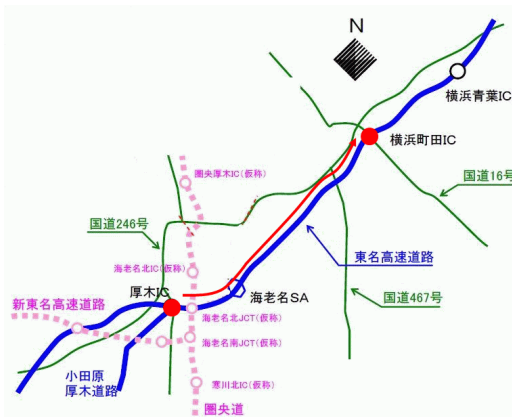 N
横浜青葉IC
横浜町田IC
圏央厚木IC(仮称)
国道16号
国道246号
東名高速道路
海老名北IC(仮称)
厚木IC
海老名SA
国道467号
新東名高速道路
海老名北JCT(仮称)
海老名南JCT(仮称)
小田原
厚木道路
寒川北IC(仮称)
圏央道